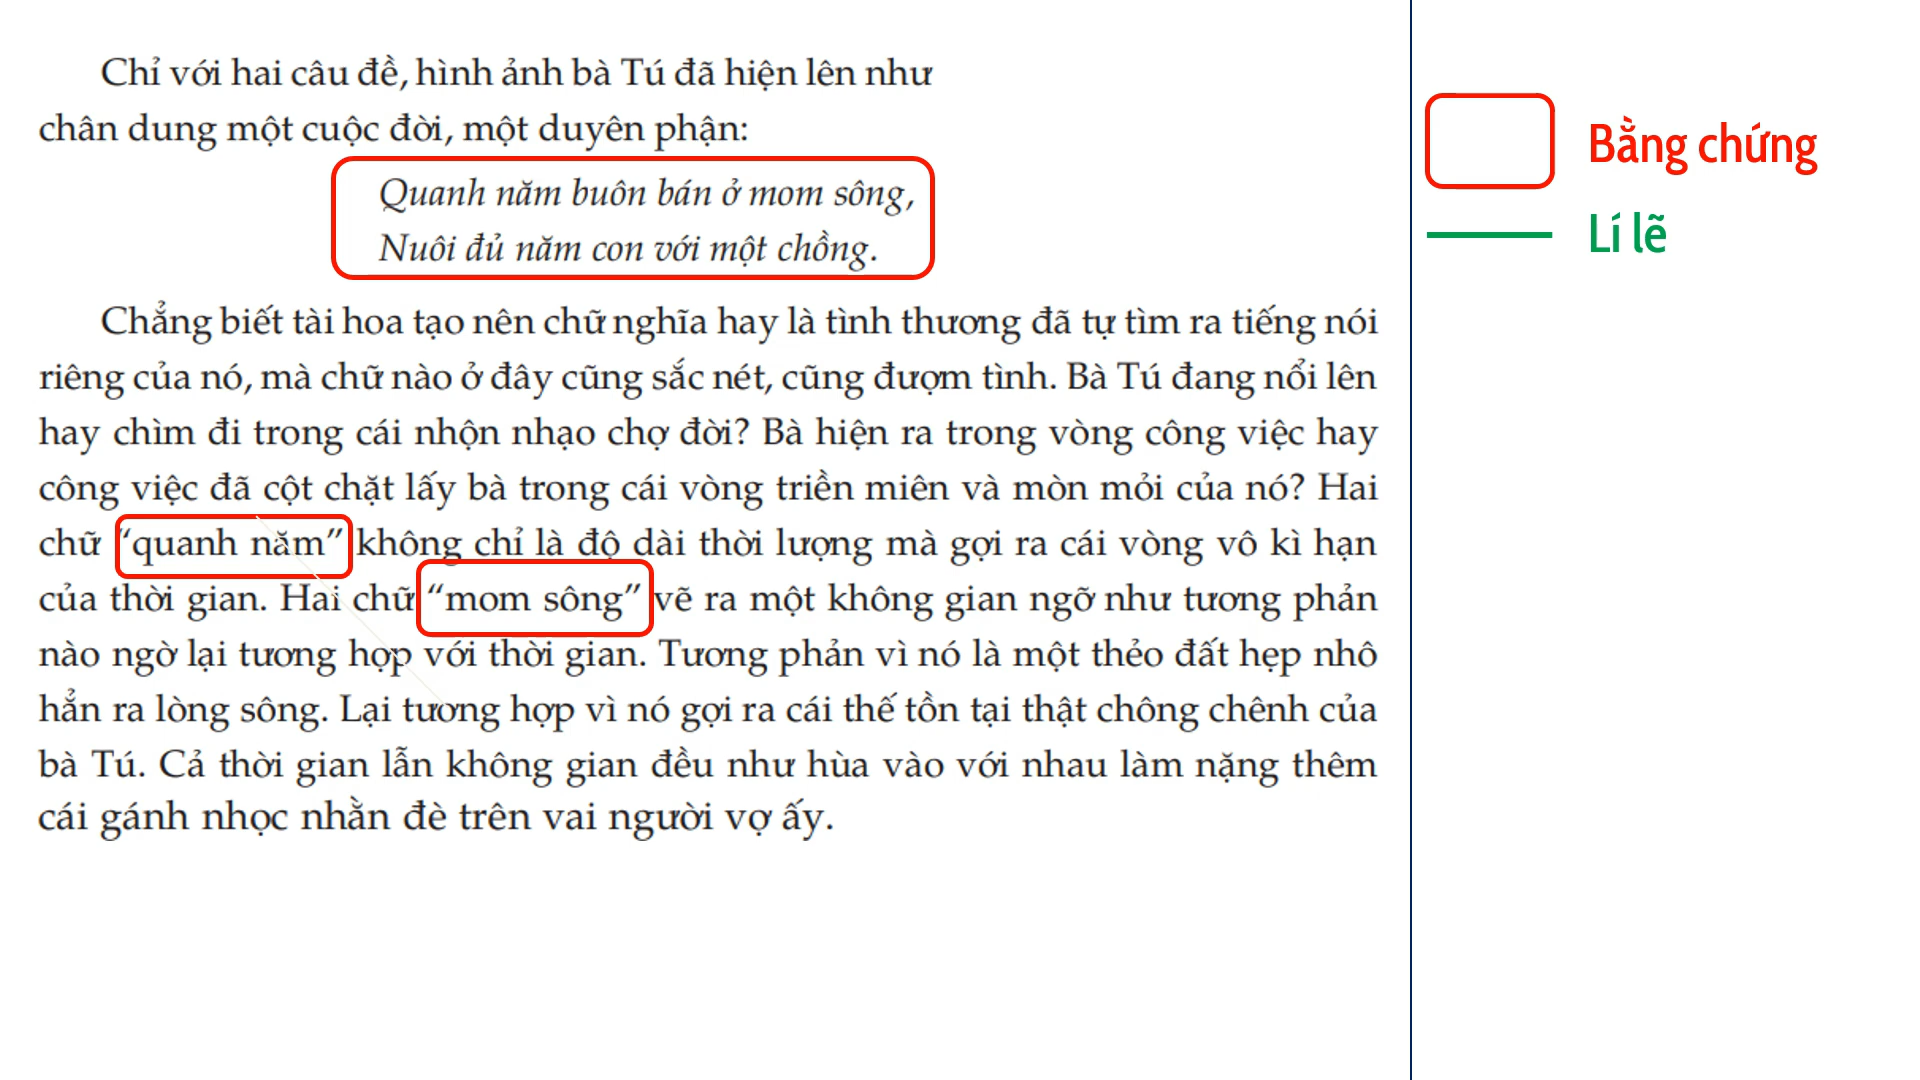 Chỉ với hai câu đề, hình ảnh bà Tú đã hiện lên như
chân dung một cuộc đời, một duyên phận:
Quanh năm buôn bán ở mom sông,
Nuôi đủ năm con với một chồng.
Chẳng biết tài hoa tạo nên chữ nghĩa hay là tình thương đã tự tìm ra tiếng nói
riêng của nó, mà chữ nào ở đây cũng sắc nét, cũng đượm tình. Bà Tú đang nổi lên
hay chìm đi trong cái nhộn nhạo chợ đời? Bà hiện ra trong vòng công việc hay
công việc đã cột chặt lấy bà trong cái vòng triền miên và mòn mỏi của nó? Hai
chữ “quanh năm” không chỉ là độ dài thời lượng mà gợi ra cái vòng vô kì hạn
của thời gian. Hai chữ “mom sông” vẽ ra một không gian ngỡ như tương phản
nào ngờ lại tương hợp với thời gian. Tương phản vì nó là một thẻo đất hẹp nhô
hẳn ra lòng sông. Lại tương hợp vì nó gợi ra cái thế tồn tại thật chông chênh của
bà Tú. Cả thời gian lẫn không gian đều như hùa vào với nhau làm nặng thêm
cái gánh nhọc nhằn đè trên vai người vợ ấy.
Bằng chứng
Lí lẽ